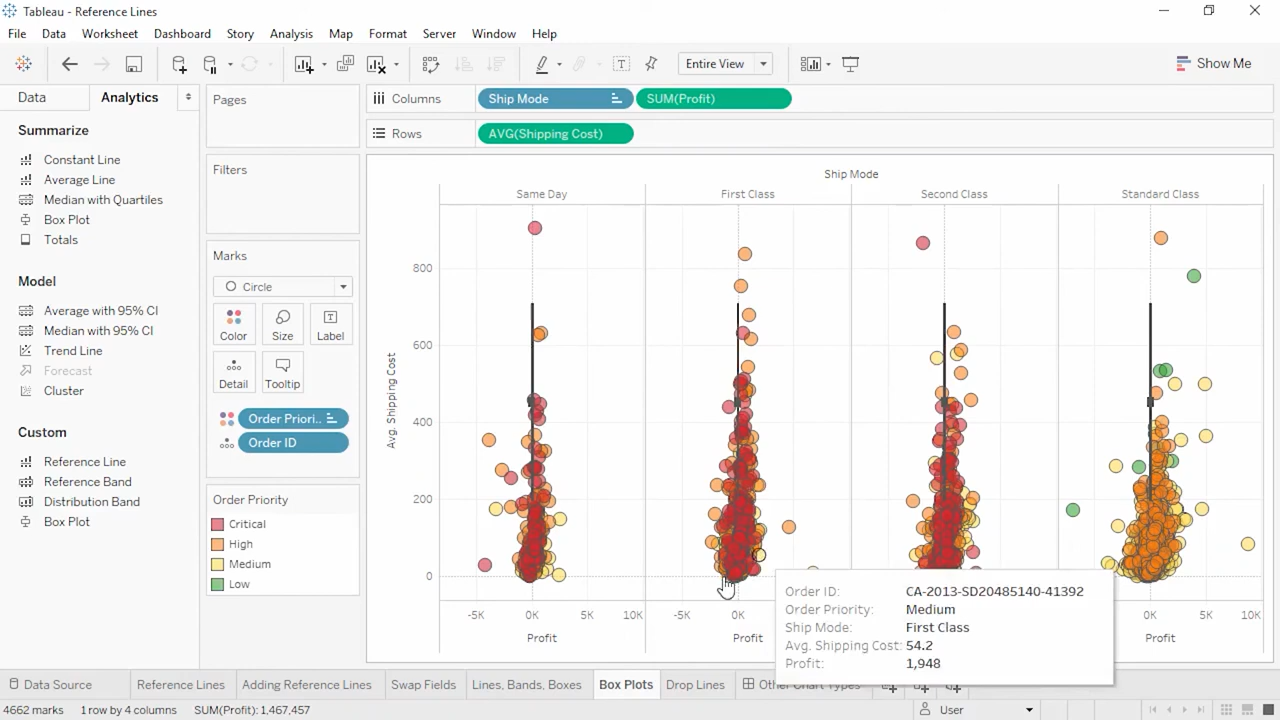 Tableau - Reference Lines
File Data Worksheet Dashboard Story Analysis Map Format Server Window Help
Entire View
Show Me
Data Analytics
Summarize
Constant Line
Average Line
Median with Quartiles
Box Plot
Totals
Model
Average with 95% CI
Median with 95% CI
Trend Line
Forecast
Cluster
Custom
Reference Line
Reference Band
Distribution Band
Box Plot
Pages
Filters
Marks
Circle
Color Size Label
Detail Tooltip
Order Priori..
Order ID
Order Priority
Critical
High
Medium
Low
Columns Ship Mode SUM(Profit)
Rows AVG(Shipping Cost)
Ship Mode
Same Day First Class Second Class Standard Class
Avg. Shipping Cost
800
600
400
200
0
-5K 0K 5K 10K -5K 0K 0K 5K 10K
Profit Profit Profit
Order ID: CA-2013-SD20485140-41392
Order Priority: Medium
Ship Mode: First Class
Avg. Shipping Cost: 54.2
Profit: 1,948
Data Source Reference Lines Adding Reference Lines Swap Fields Lines, Bands, Boxes Box Plots Drop Lines Other Chart Types
4662 marks 1 row by 4 columns SUM(Profit): 1,467,457 User